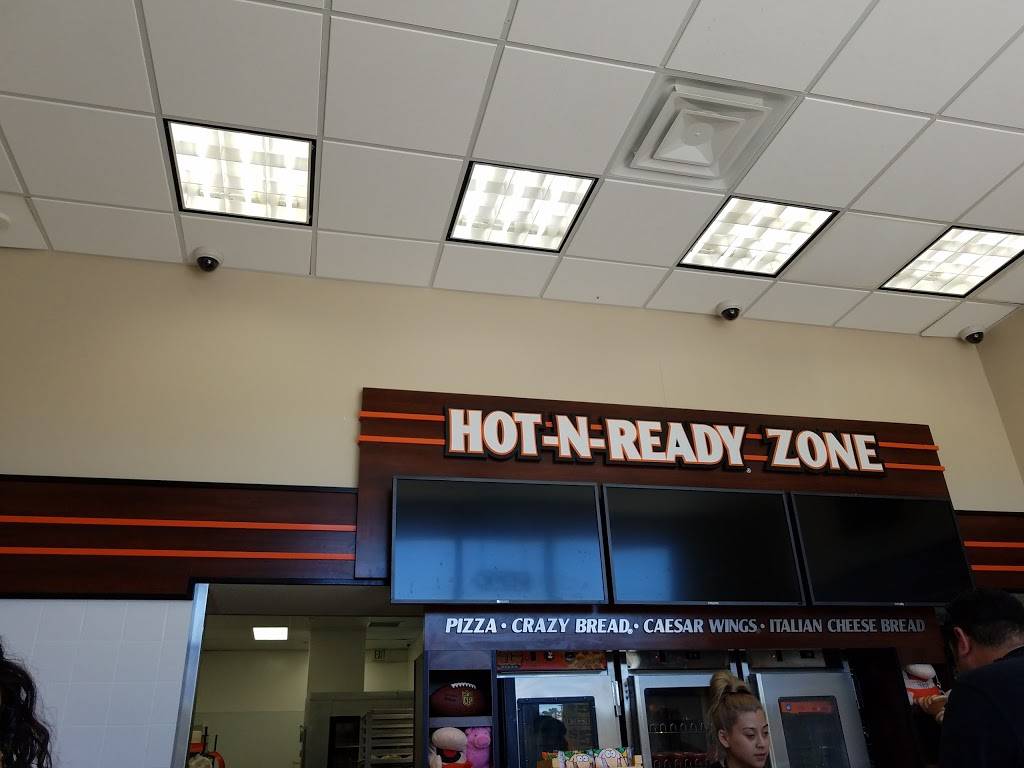 HOT-N-READY ZONE
PIZZA • CRAZY BREAD® • CAESAR WINGS • ITALIAN CHEESE BREAD